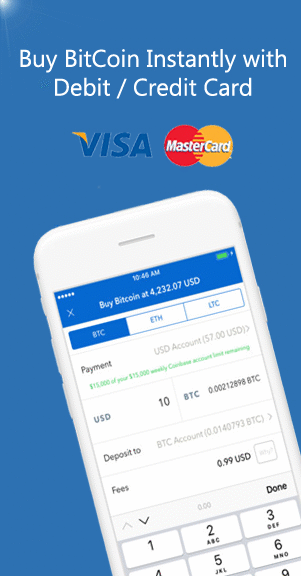 Buy BitCoin Instantly with
Debit / Credit Card
VISA MasterCard
10:46 AM
Buy Bitcoin at 4,232.07 USD
BTC ETH LTC
Payment USD Account (57.00 USD)
$15,000 of your $15,000 weekly Coinbase account limit remaining
USD 10 BTC 0.00212898 BTC
Deposit to BTC Account (0.0140793 BTC)
Fees 0.99 USD Why?
0.00 Done
1 2 ABC 3 DEF
4 5 JKL 6 MNO
8 9